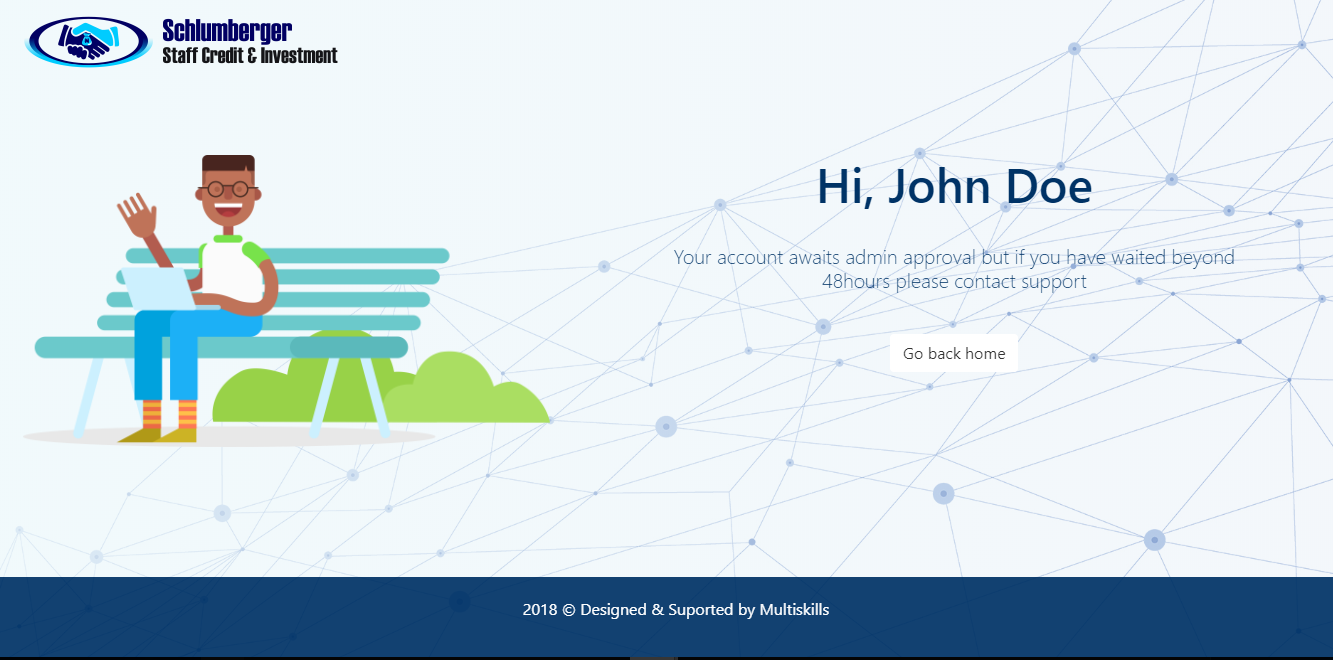 Schlumberger
Staff Credit & Investment
Hi, John Doe
Your account awaits admin approval but if you have waited beyond
48hours please contact support
Go back home
2018 © Designed & Suported by Multiskills